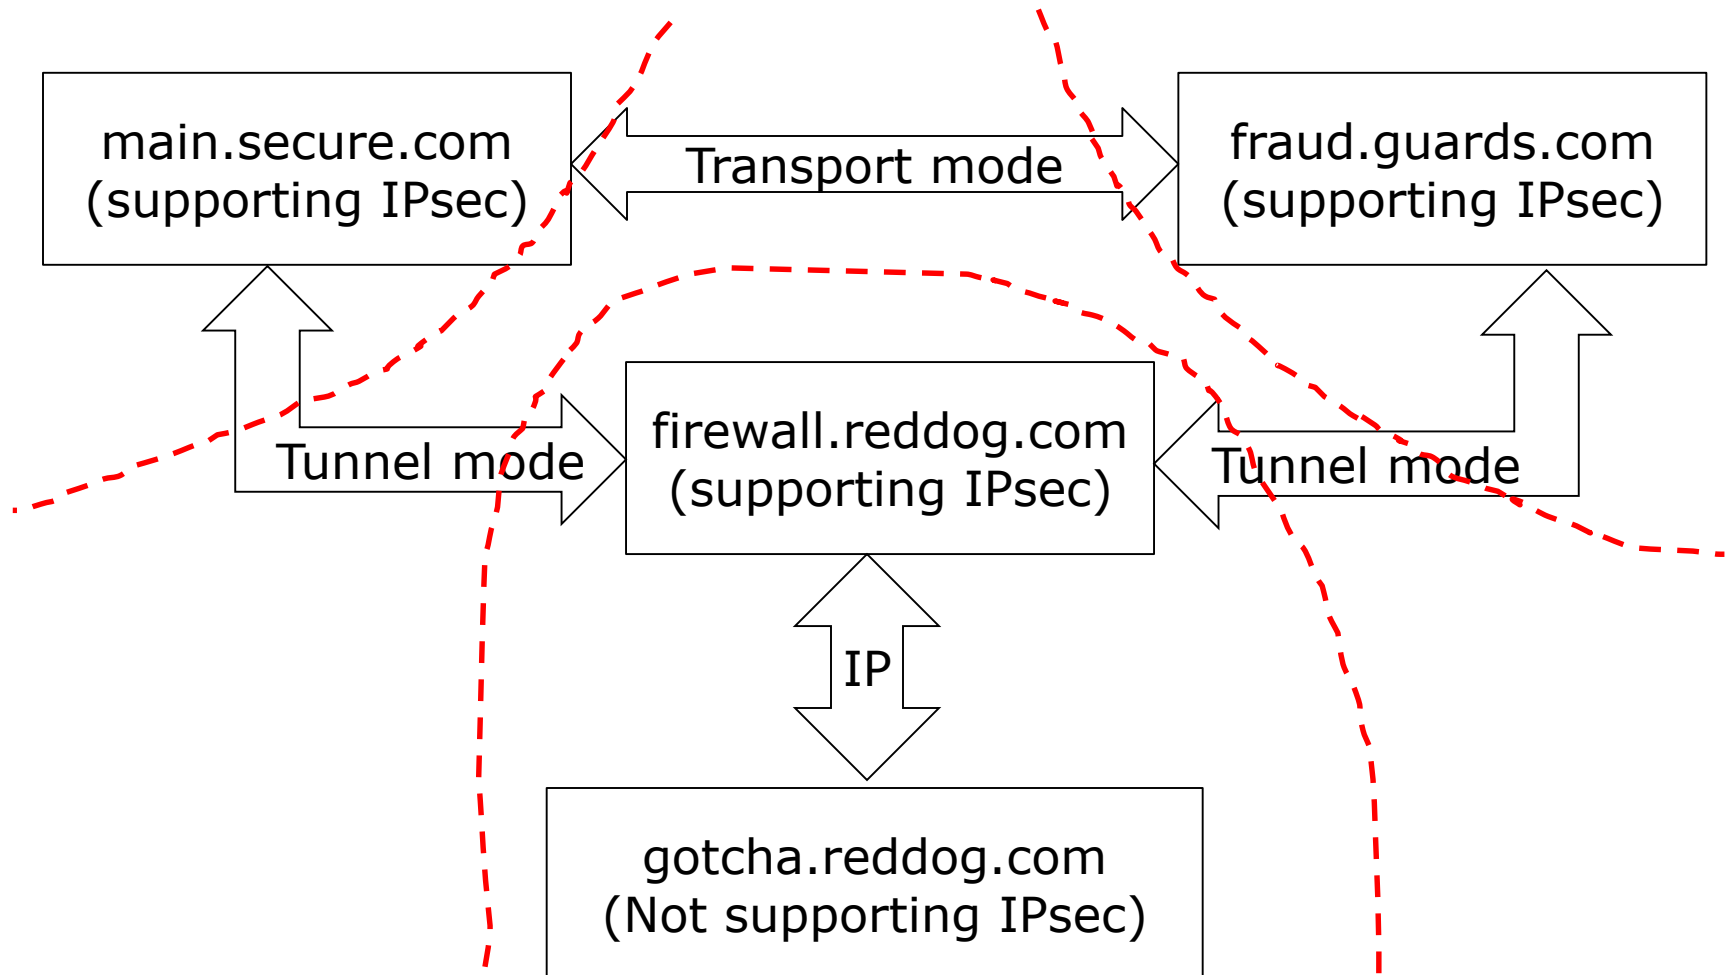 main.secure.com
(supporting IPsec)
Transport mode
fraud.guards.com
(supporting IPsec)
firewall.reddog.com
(supporting IPsec)
Tunnel mode
Tunnel mode
IP
gotcha.reddog.com
(Not supporting IPsec)